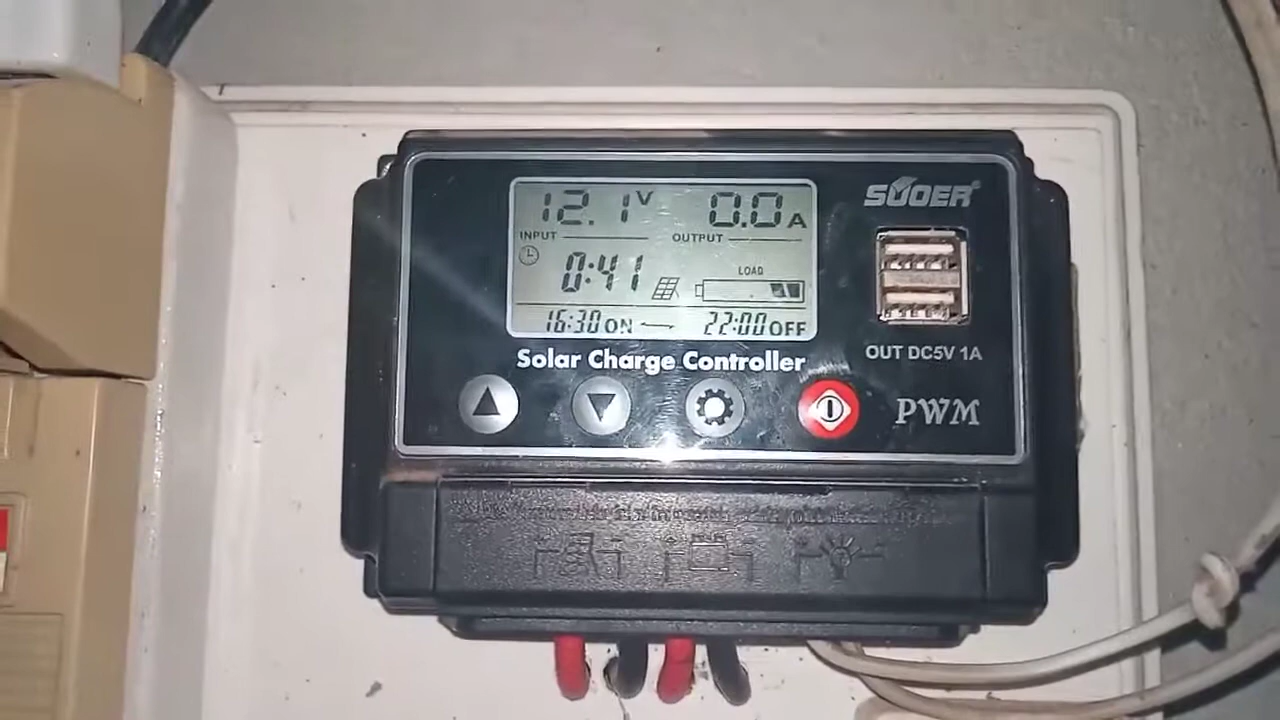 12.1V 0.0A
INPUT OUTPUT
0:41 LOAD
16:30 ON 22:00 OFF
Solar Charge Controller
SUOER®
OUT DC5V 1A
PWM